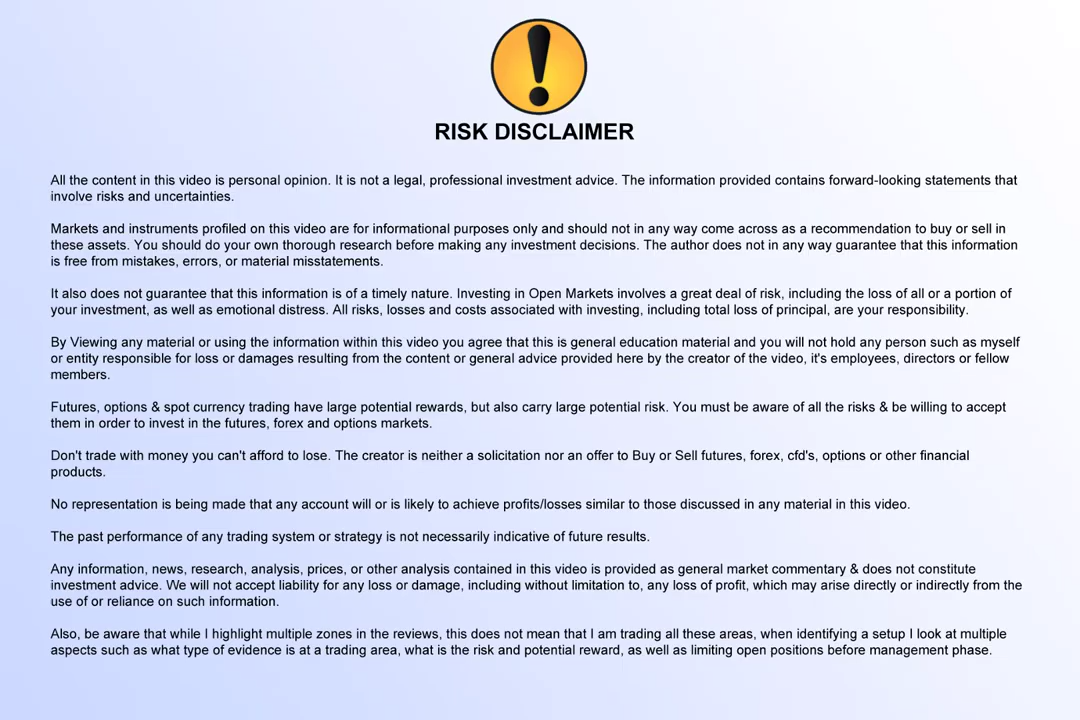 RISK DISCLAIMER
All the content in this video is personal opinion. It is not a legal, professional investment advice. The information provided contains forward-looking statements that
involve risks and uncertainties.
Markets and instruments profiled on this video are for informational purposes only and should not in any way come across as a recommendation to buy or sell in
these assets. You should do your own thorough research before making any investment decisions. The author does not in any way guarantee that this information
is free from mistakes, errors, or material misstatements.
It also does not guarantee that this information is of a timely nature. Investing in Open Markets involves a great deal of risk, including the loss of all or a portion of
your investment, as well as emotional distress. All risks, losses and costs associated with investing, including total loss of principal, are your responsibility.
By Viewing any material or using the information within this video you agree that this is general education material and you will not hold any person such as myself
or entity responsible for loss or damages resulting from the content or general advice provided here by the creator of the video, it's employees, directors or fellow
members.
Futures, options & spot currency trading have large potential rewards, but also carry large potential risk. You must be aware of all the risks & be willing to accept
them in order to invest in the futures, forex and options markets.
Don't trade with money you can't afford to lose. The creator is neither a solicitation nor an offer to Buy or Sell futures, forex, cfd's, options or other financial
products.
No representation is being made that any account will or is likely to achieve profits/losses similar to those discussed in any material in this video.
The past performance of any trading system or strategy is not necessarily indicative of future results.
Any information, news, research, analysis, prices, or other analysis contained in this video is provided as general market commentary & does not constitute
investment advice. We will not accept liability for any loss or damage, including without limitation to, any loss of profit, which may arise directly or indirectly from the
use of or reliance on such information.
Also, be aware that while I highlight multiple zones in the reviews, this does not mean that I am trading all these areas, when identifying a setup I look at multiple
aspects such as what type of evidence is at a trading area, what is the risk and potential reward, as well as limiting open positions before management phase.